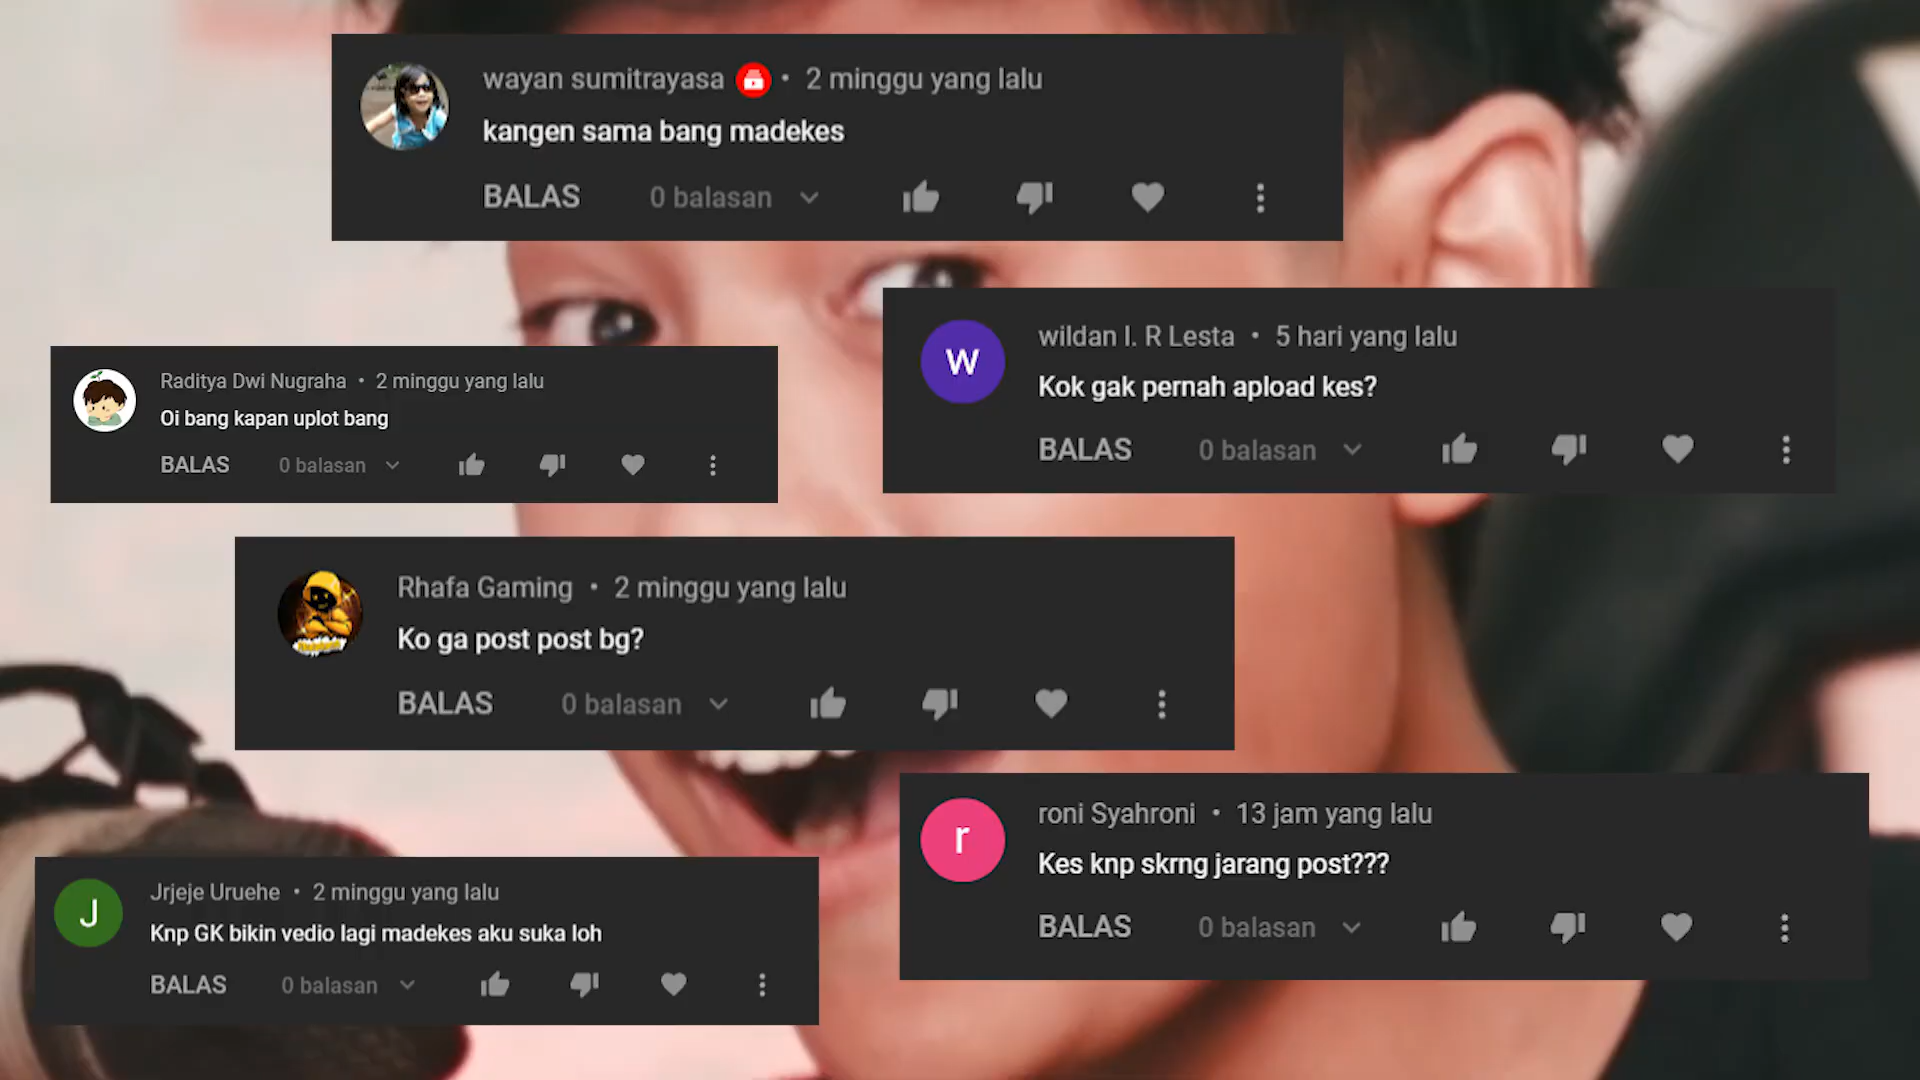 wayan sumitrayasa • 2 minggu yang lalu
kangen sama bang madekes
BALAS 0 balasan
wildan I. R Lesta • 5 hari yang lalu
Kok gak pernah apload kes?
BALAS 0 balasan
Raditya Dwi Nugraha • 2 minggu yang lalu
Oi bang kapan uplot bang
BALAS 0 balasan
Rhafa Gaming • 2 minggu yang lalu
Ko ga post post bg?
BALAS 0 balasan
roni Syahroni • 13 jam yang lalu
Kes knp skrng jarang post???
BALAS 0 balasan
Jrjeje Uruehe • 2 minggu yang lalu
Knp GK bikin vedio lagi madekes aku suka loh
BALAS 0 balasan
W
r
J